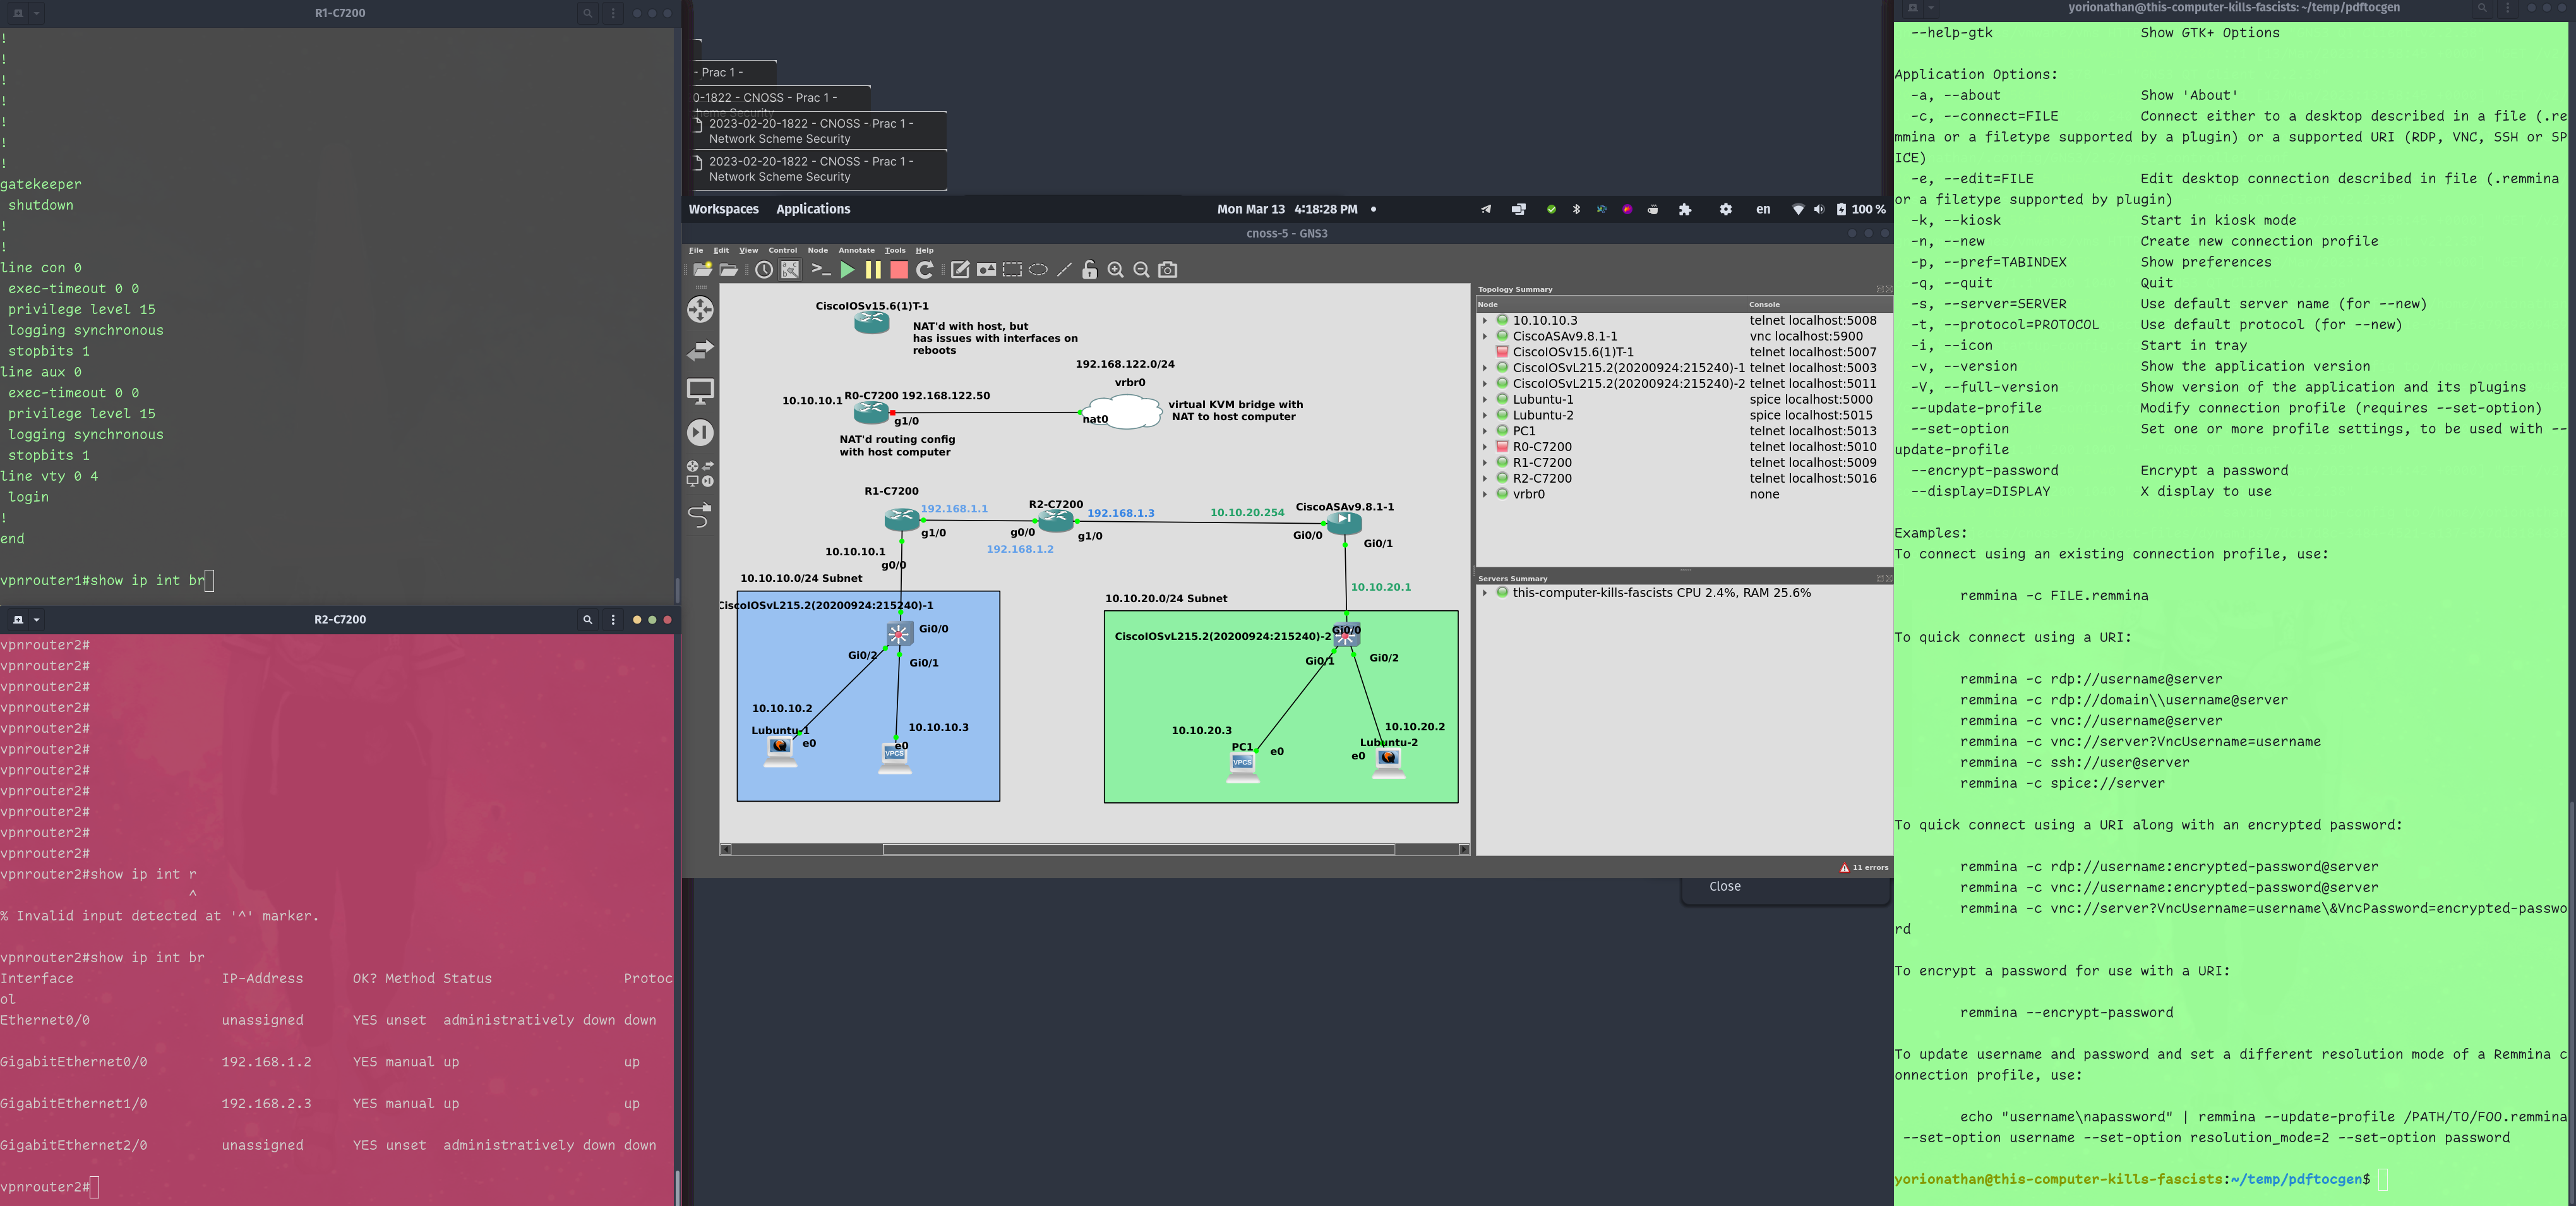 R1-C7200
!
!
!
!
!
!
!
gatekeeper
 shutdown
!
!
line con 0
 exec-timeout 0 0
 privilege level 15
 logging synchronous
 stopbits 1
line aux 0
 exec-timeout 0 0
 privilege level 15
 logging synchronous
 stopbits 1
line vty 0 4
 login
!
end
vpnrouter1#show ip int br
R2-C7200
vpnrouter2#
vpnrouter2#
vpnrouter2#
vpnrouter2#
vpnrouter2#
vpnrouter2#
vpnrouter2#
vpnrouter2#
vpnrouter2#
vpnrouter2#
vpnrouter2#
vpnrouter2#show ip int r
^
% Invalid input detected at '^' marker.
vpnrouter2#show ip int br
Interface IP-Address OK? Method Status Protoc
ol
Ethernet0/0 unassigned YES unset administratively down down
GigabitEthernet0/0 192.168.1.2 YES manual up up
GigabitEthernet1/0 192.168.2.3 YES manual up up
GigabitEthernet2/0 unassigned YES unset administratively down down
vpnrouter2#
- Prac 1 -
0-1822 - CNOSS - Prac 1 -
2023-02-20-1822 - CNOSS - Prac 1 -
Network Scheme Security
2023-02-20-1822 - CNOSS - Prac 1 -
Network Scheme Security
Workspaces Applications Mon Mar 13 4:18:28 PM en 100 %
cnoss-5 - GNS3
File Edit View Control Node Annotate Tools Help
CiscoIOSv15.6(1)T-1
NAT'd with host, but
has issues with interfaces on
reboots
192.168.122.0/24
vrbr0
10.10.10.1 R0-C7200 192.168.122.50
virtual KVM bridge with
NAT to host computer
g1/0
nat0
NAT'd routing config
with host computer
R1-C7200
192.168.1.1
R2-C7200
192.168.1.3
10.10.20.254
CiscoASAv9.8.1-1
g1/0
g0/0
g1/0
Gi0/0
Gi0/1
10.10.10.1
192.168.1.2
g0/0
10.10.10.0/24 Subnet
10.10.20.1
10.10.20.0/24 Subnet
CiscoIOSvL215.2(20200924:215240)-1
Gi0/0
CiscoIOSvL215.2(20200924:215240)-2
Gi0/0
Gi0/2
Gi0/1
Gi0/1
Gi0/2
10.10.10.2
10.10.10.3
10.10.20.3
10.10.20.2
Lubuntu-1
e0
e0
VPCS
PC1
e0
VPCS
Lubuntu-2
e0
Topology Summary
Node Console
10.10.10.3 telnet localhost:5008
CiscoASAv9.8.1-1 vnc localhost:5900
CiscoIOSv15.6(1)T-1 telnet localhost:5007
CiscoIOSvL215.2(20200924:215240)-1 telnet localhost:5003
CiscoIOSvL215.2(20200924:215240)-2 telnet localhost:5011
Lubuntu-1 spice localhost:5000
Lubuntu-2 spice localhost:5015
PC1 telnet localhost:5013
R0-C7200 telnet localhost:5010
R1-C7200 telnet localhost:5009
R2-C7200 telnet localhost:5016
vrbr0 none
Servers Summary
this-computer-kills-fascists CPU 2.4%, RAM 25.6%
11 errors
Close
yorionathan@this-computer-kills-fascists: ~/temp/pdftocgen
  --help-gtk Show GTK+ Options
Application Options:
  -a, --about Show 'About'
  -c, --connect=FILE Connect either to a desktop described in a file (.re
mmina or a filetype supported by a plugin) or a supported URI (RDP, VNC, SSH or SP
ICE)
  -e, --edit=FILE Edit desktop connection described in file (.remmina
or a filetype supported by plugin)
  -k, --kiosk Start in kiosk mode
  -n, --new Create new connection profile
  -p, --pref=TABINDEX Show preferences
  -q, --quit Quit
  -s, --server=SERVER Use default server name (for --new)
  -t, --protocol=PROTOCOL Use default protocol (for --new)
  -i, --icon Start in tray
  -v, --version Show the application version
  -V, --full-version Show version of the application and its plugins
  --update-profile Modify connection profile (requires --set-option)
  --set-option Set one or more profile settings, to be used with --
update-profile
  --encrypt-password Encrypt a password
  --display=DISPLAY X display to use
Examples:
To connect using an existing connection profile, use:
remmina -c FILE.remmina
To quick connect using a URI:
remmina -c rdp://username@server
remmina -c rdp://domain\\username@server
remmina -c vnc://username@server
remmina -c vnc://server?VncUsername=username
remmina -c ssh://user@server
remmina -c spice://server
To quick connect using a URI along with an encrypted password:
remmina -c rdp://username:encrypted-password@server
remmina -c vnc://username:encrypted-password@server
remmina -c vnc://server?VncUsername=username\&VncPassword=encrypted-passwo
rd
To encrypt a password for use with a URI:
remmina --encrypt-password
To update username and password and set a different resolution mode of a Remmina c
onnection profile, use:
echo "username\napassword" | remmina --update-profile /PATH/TO/FOO.remmina
 --set-option username --set-option resolution_mode=2 --set-option password
yorionathan@this-computer-kills-fascists:~/temp/pdftocgen$